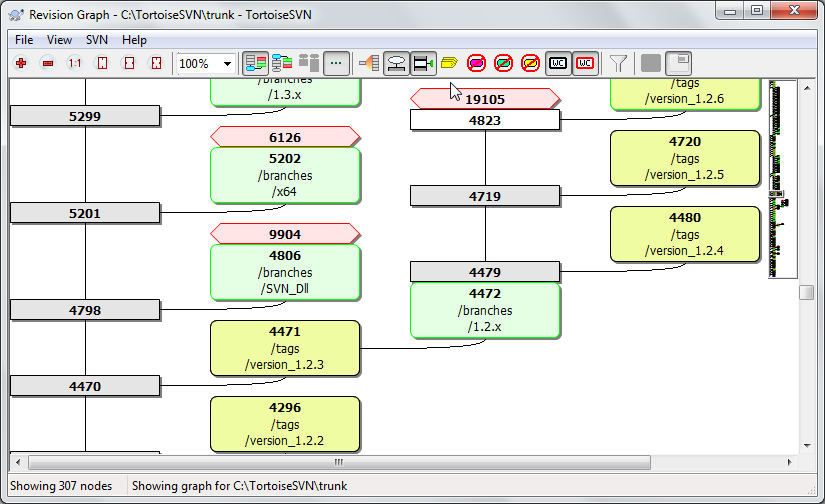 Revision Graph - C:\TortoiseSVN\trunk - TortoiseSVN
File View SVN Help
1:1
100%
WC
WC
/branches
/1.3.x
5299
6126
5202
/branches
/x64
5201
9904
4806
/branches
/SVN_Dll
4798
4471
/tags
/version_1.2.3
4470
4296
/tags
/version_1.2.2
19105
4823
4719
4479
4472
/branches
/1.2.x
/tags
/version_1.2.6
4720
/tags
/version_1.2.5
4480
/tags
/version_1.2.4
Showing 307 nodes
Showing graph for C:\TortoiseSVN\trunk